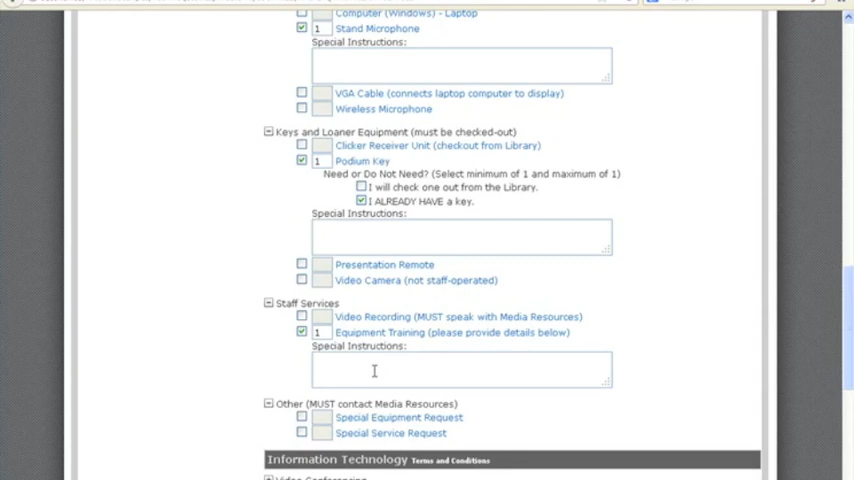 Computer (Windows) - Laptop
1 Stand Microphone
Special Instructions:
VGA Cable (connects laptop computer to display)
Wireless Microphone
Keys and Loaner Equipment (must be checked-out)
Clicker Receiver Unit (checkout from Library)
1 Podium Key
Need or Do Not Need? (Select minimum of 1 and maximum of 1)
I will check one out from the Library.
I ALREADY HAVE a key.
Special Instructions:
Presentation Remote
Video Camera (not staff-operated)
Staff Services
Video Recording (MUST speak with Media Resources)
1 Equipment Training (please provide details below)
Special Instructions:
Other (MUST contact Media Resources)
Special Equipment Request
Special Service Request
Information Technology Terms and Conditions
Video Conferencing